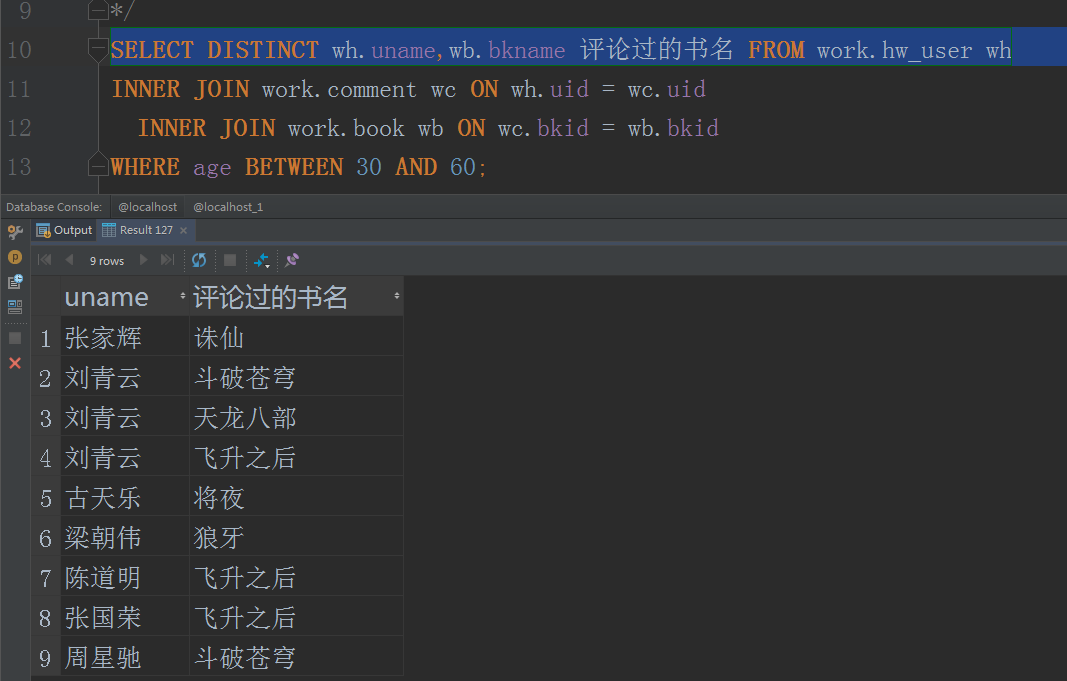 9 */
10 SELECT DISTINCT wh.uname,wb.bkname 评论过的书名 FROM work.hw_user wh
11 INNER JOIN work.comment wc ON wh.uid = wc.uid
12 INNER JOIN work.book wb ON wc.bkid = wb.bkid
13 WHERE age BETWEEN 30 AND 60;
Database Console: @localhost @localhost_1
Output Result 127
9 rows
uname 评论过的书名
1 张家辉 诛仙
2 刘青云 斗破苍穹
3 刘青云 天龙八部
4 刘青云 飞升之后
5 古天乐 将夜
6 梁朝伟 狼牙
7 陈道明 飞升之后
8 张国荣 飞升之后
9 周星驰 斗破苍穹